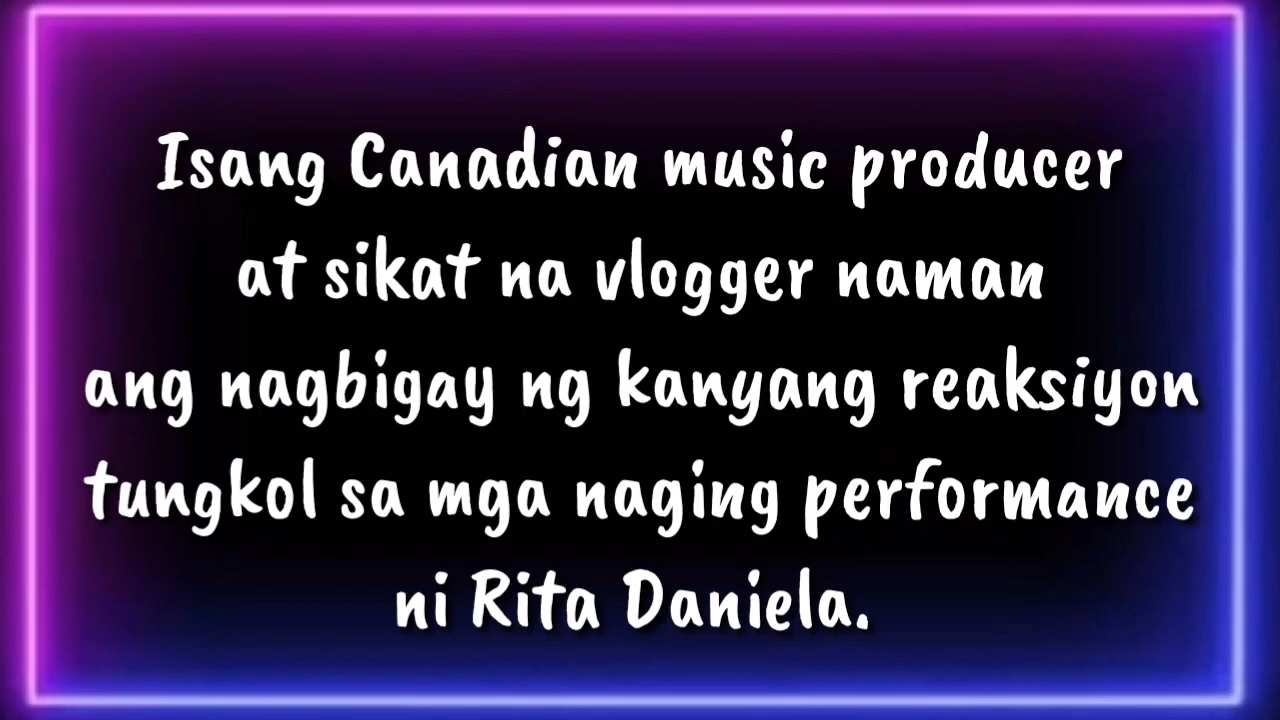 Isang Canadian music producer
at sikat na vlogger naman
ang nagbigay ng kanyang reaksiyon
tungkol sa mga naging performance
ni Rita Daniela.